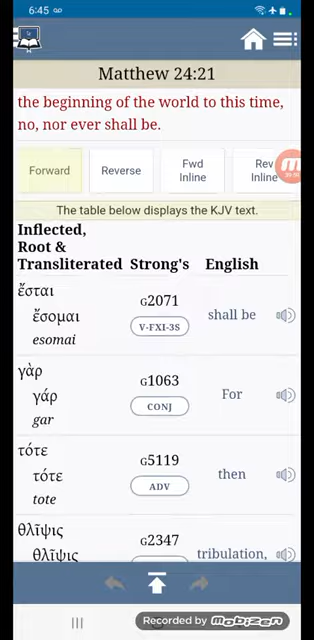 6:45
Matthew 24:21
the beginning of the world to this time,
no, nor ever shall be.
Forward
Reverse
Fwd
Inline
Rev
Inline
The table below displays the KJV text.
Inflected,
Root &
Transliterated Strong's English
ἔσται
ἔσομαι
esomai
G2071
V-FXI-3S
shall be
γὰρ
γάρ
gar
G1063
CONJ
For
τότε
τότε
tote
G5119
ADV
then
θλῖψις
θλῖψις
G2347
tribulation,
Recorded by mobizen